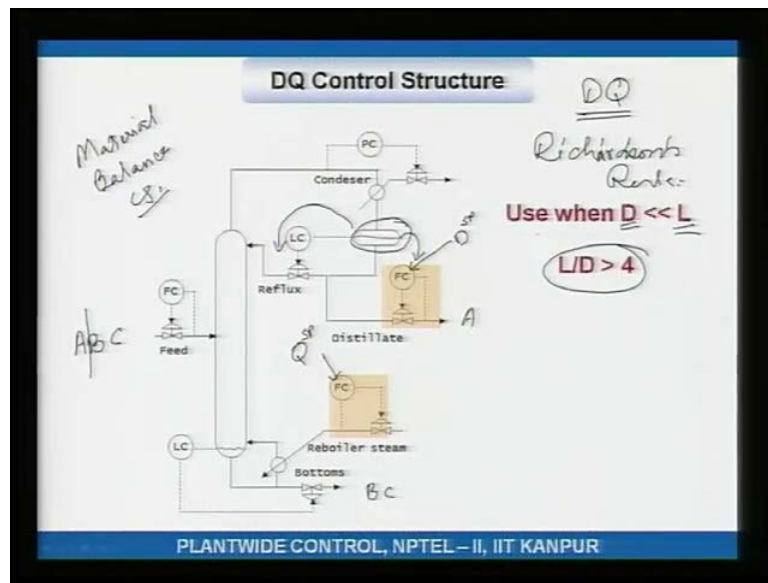 DQ Control Structure
DQ
Richardson's
Rule.
Use when D << L
L/D > 4
Material
Balance
CS.
PC
Condeser
LC
D^SP
FC
Reflux
FC
Distillate
A
ABC
Feed
Q^SP
FC
LC
Reboiler steam
Bottoms
BC
PLANTWIDE CONTROL, NPTEL – II, IIT KANPUR